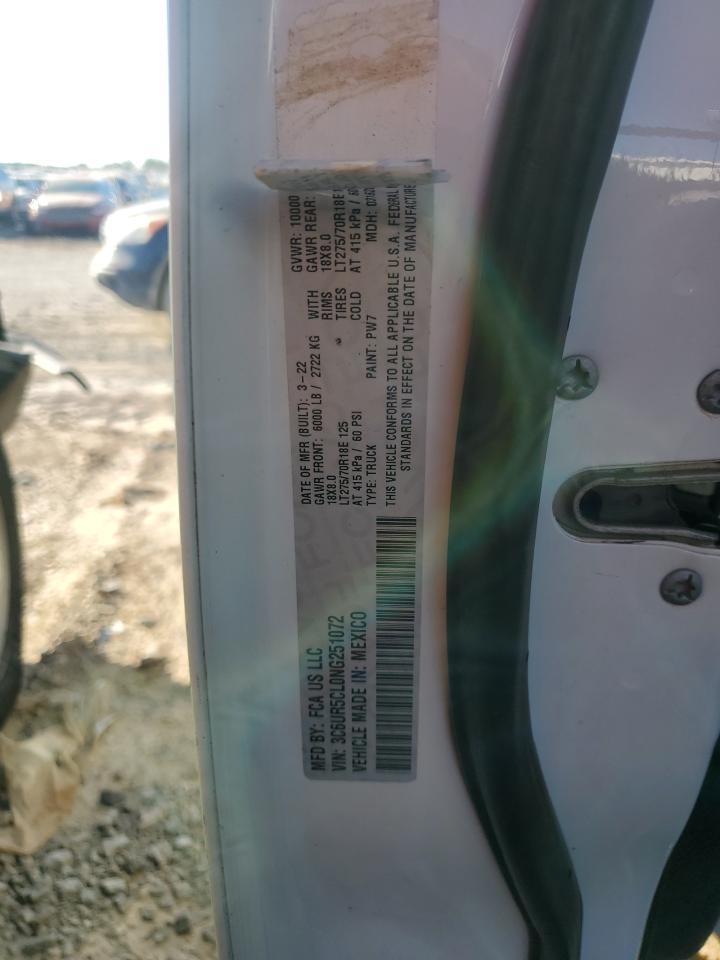 MFD BY: FCA US LLC
DATE OF MFR (BUILT): 3-22
GVWR: 10000
VIN: 3C6UR5CL0NG251072
GAWR FRONT: 6000 LB / 2722 KG
WITH
GAWR REAR:
VEHICLE MADE IN: MEXICO
18X8.0
RIMS
18X8.0
LT275/70R18E 125
TIRES
LT275/70R18E
AT 415 kPa / 60 PSI
COLD
AT 415 kPa /
TYPE: TRUCK
PAINT: PW7
MDH:
THIS VEHICLE CONFORMS TO ALL APPLICABLE U.S.A. FEDERAL
STANDARDS IN EFFECT ON THE DATE OF MANUFACTURE